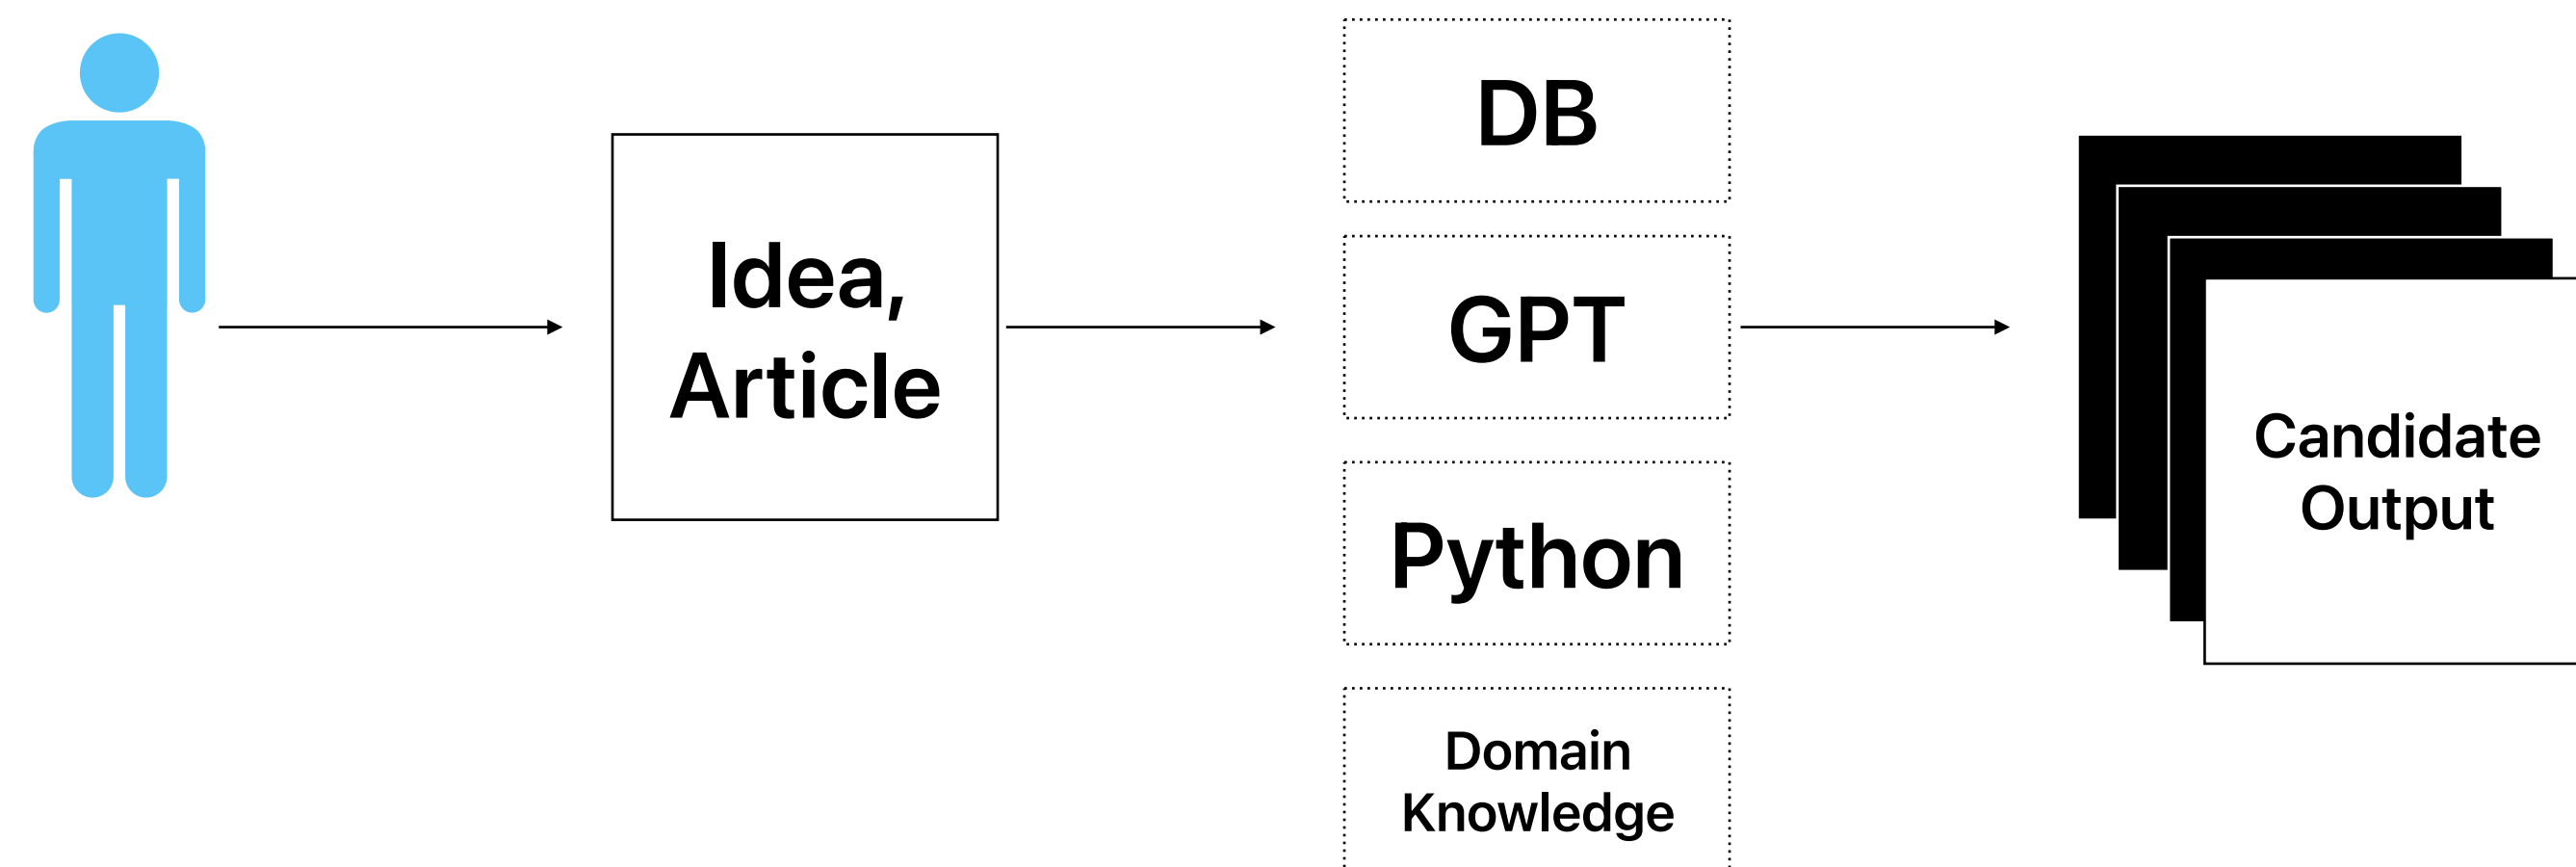 Idea,
Article
DB
GPT
Python
Domain
Knowledge
Candidate
Output